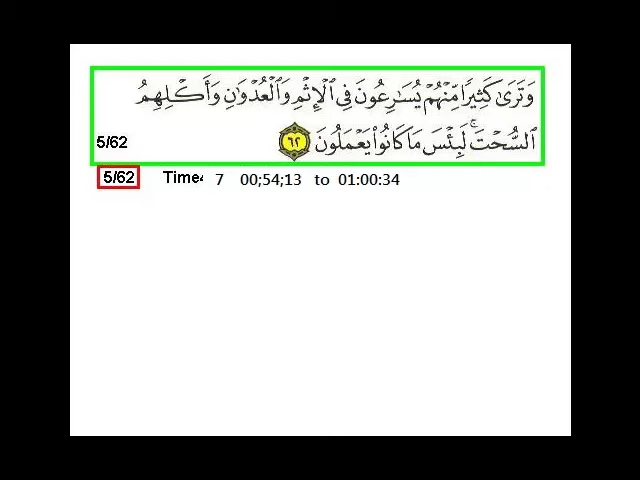 وَتَرَىٰ كَثِيرًا مِّنْهُمْ يُسَٰرِعُونَ فِى ٱلْإِثْمِ وَٱلْعُدْوَٰنِ وَأَكْلِهِمُ
ٱلسُّحْتَ ۚ لَبِئْسَ مَا كَانُوا۟ يَعْمَلُونَ ٦٢
5/62
5/62 Time 7 00;54;13 to 01:00:34